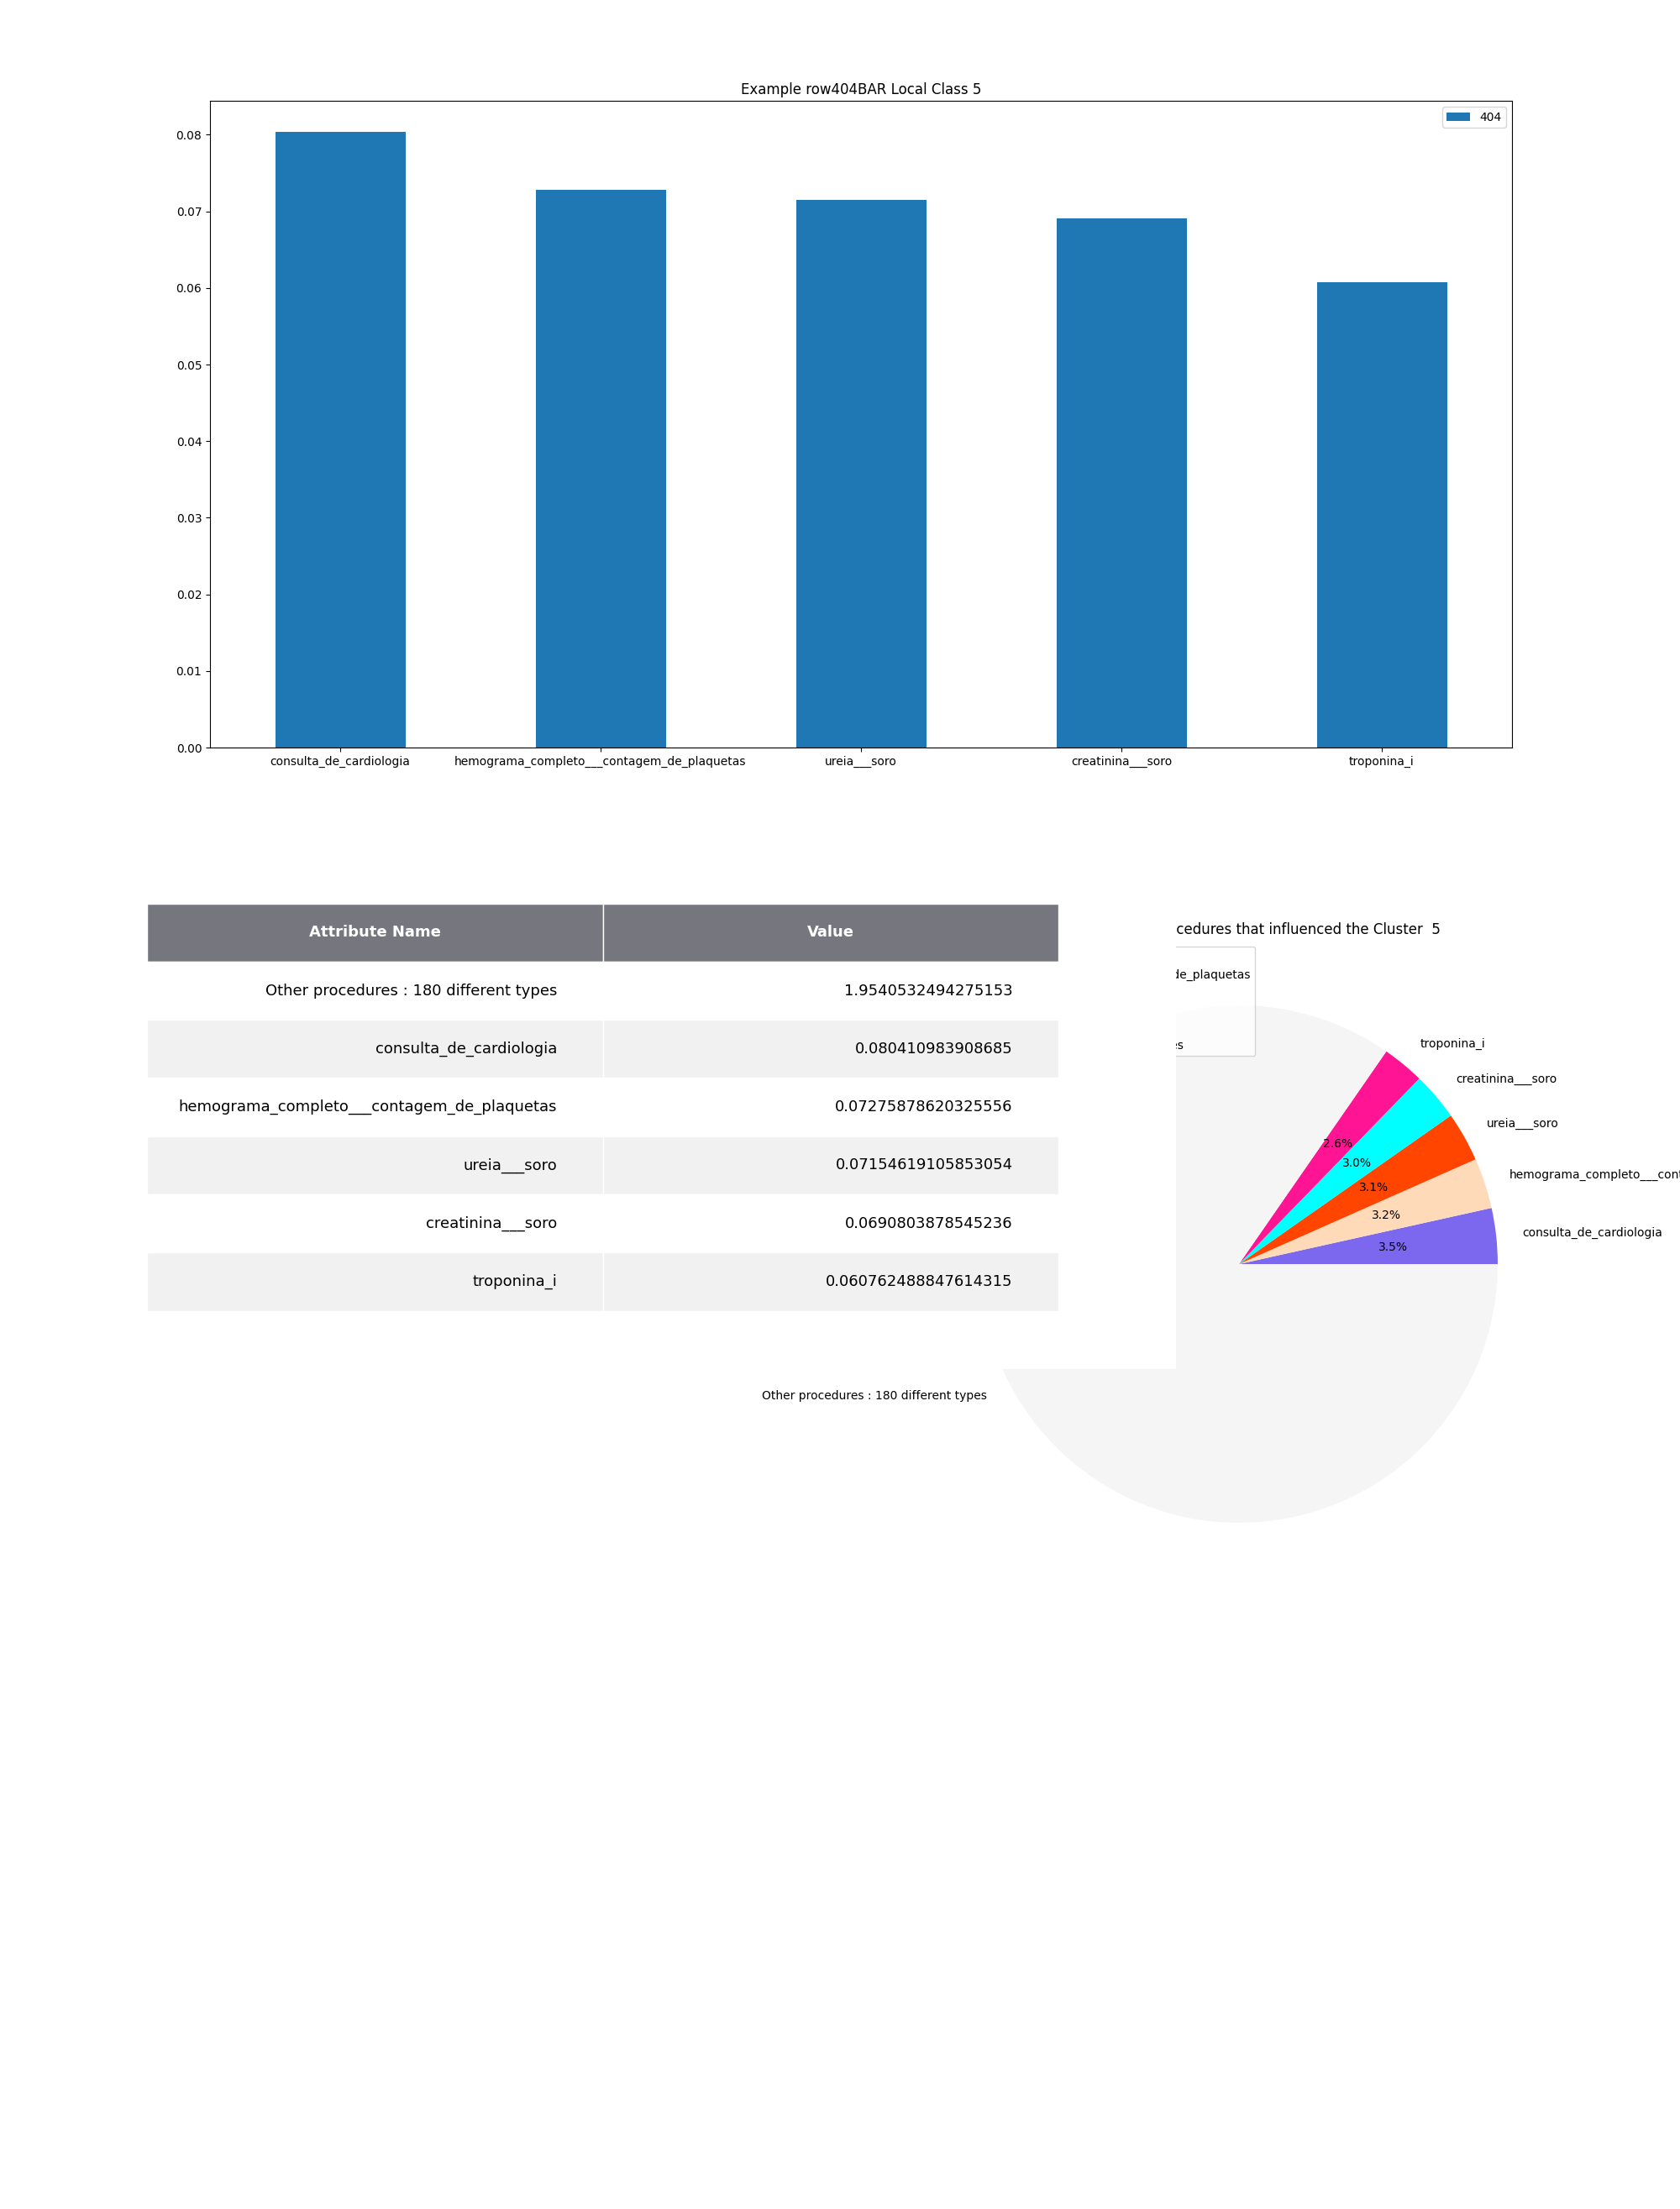 Example row404BAR Local Class 5
404
0.08
0.07
0.06
0.05
0.04
0.03
0.02
0.01
0.00
consulta_de_cardiologia
hemograma_completo___contagem_de_plaquetas
ureia___soro
creatinina___soro
troponina_i
Attribute Name Value
Other procedures : 180 different types 1.9540532494275153
consulta_de_cardiologia 0.080410983908685
hemograma_completo___contagem_de_plaquetas 0.07275878620325556
ureia___soro 0.07154619105853054
creatinina___soro 0.0690803878545236
troponina_i 0.060762488847614315
cedures that influenced the Cluster  5
de_plaquetas
es
troponina_i
creatinina___soro
ureia___soro
hemograma_completo___con
consulta_de_cardiologia
2.6%
3.0%
3.1%
3.2%
3.5%
Other procedures : 180 different types